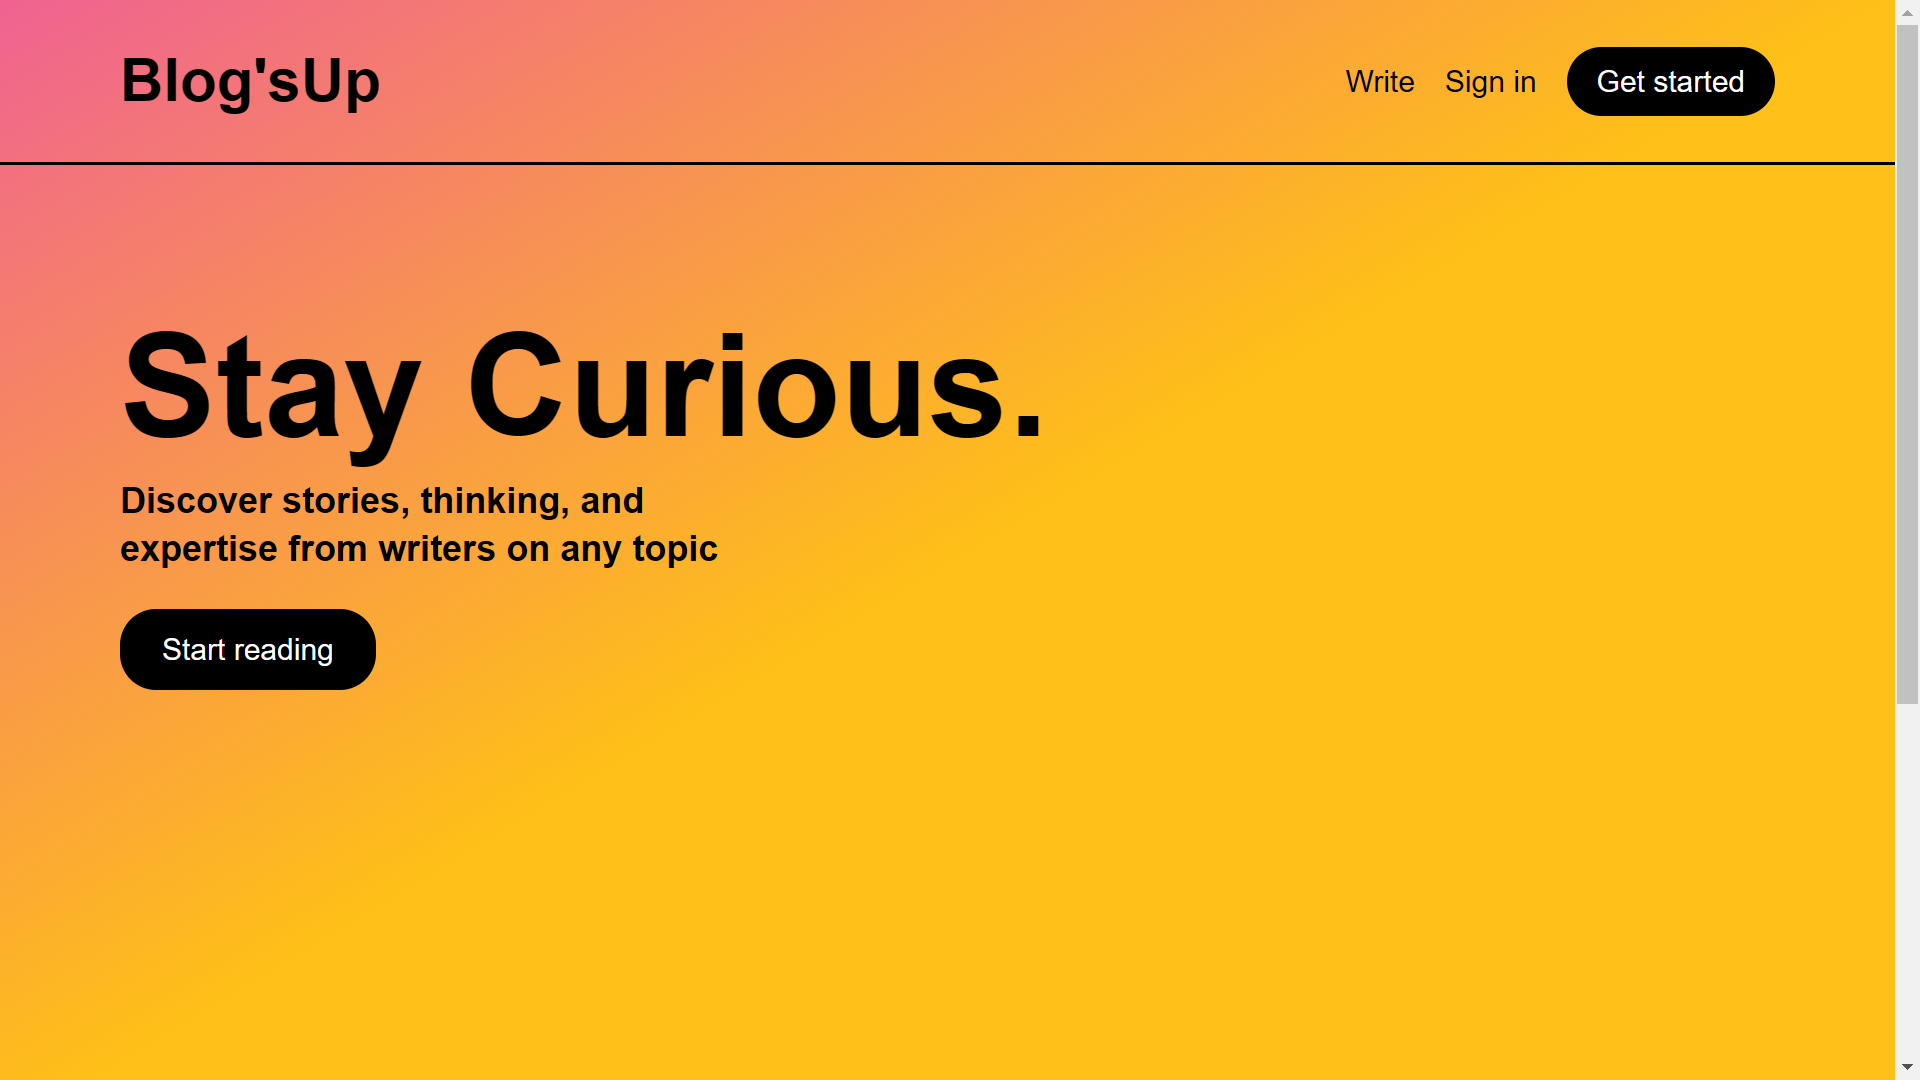 Blog'sUp
Write
Sign in
Get started
Stay Curious.
Discover stories, thinking, and
expertise from writers on any topic
Start reading